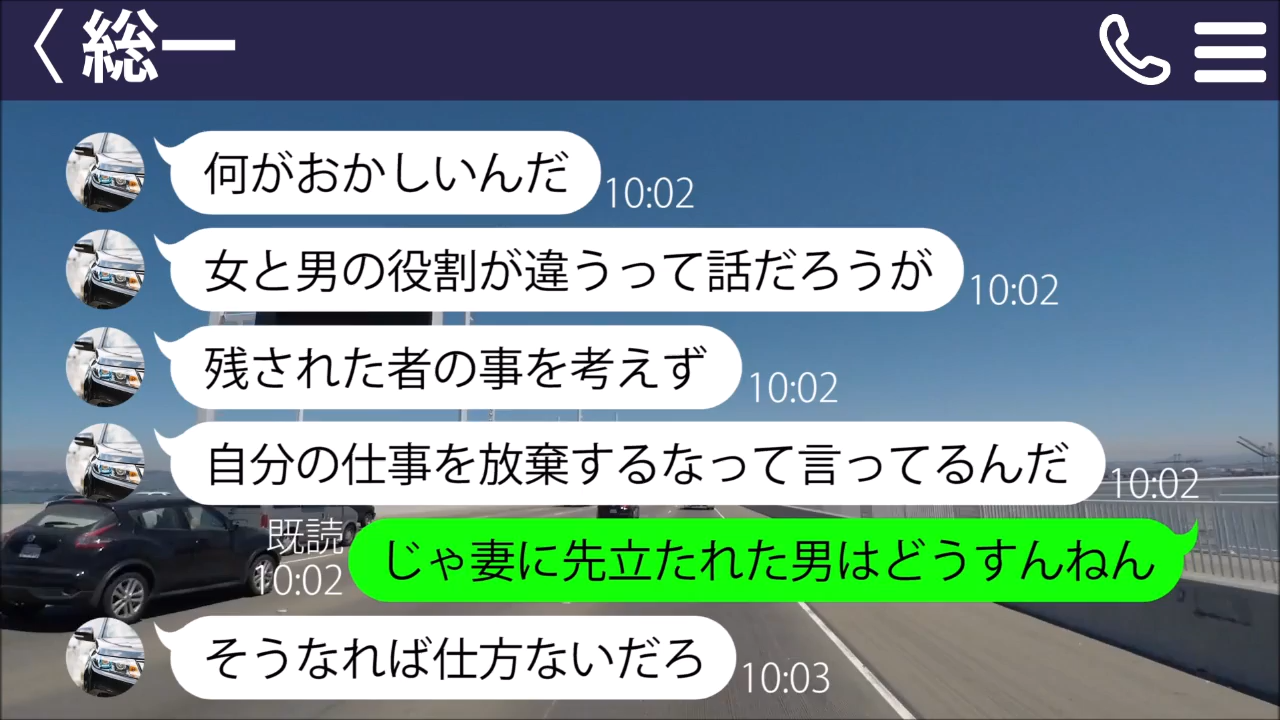 総一
何がおかしいんだ
10:02
女と男の役割が違うって話だろうが
10:02
残された者の事を考えず
10:02
自分の仕事を放棄するなって言ってるんだ
10:02
既読
10:02
じゃ妻に先立たれた男はどうすんねん
そうなれば仕方ないだろ
10:03